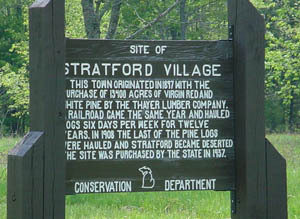 SITE OF
STRATFORD VILLAGE
THIS TOWN ORIGINATED IN 1897 WITH THE
PURCHASE OF 13400 ACRES OF VIRGIN RED AND
WHITE PINE BY THE THAYER LUMBER COMPANY.
A RAILROAD CAME THE SAME YEAR AND HAULED
LOGS SIX DAYS PER WEEK FOR TWELVE
YEARS. IN 1908 THE LAST OF THE PINE LOGS
WERE HAULED AND STRATFORD BECAME DESERTED
THE SITE WAS PURCHASED BY THE STATE IN 1937.
CONSERVATION DEPARTMENT